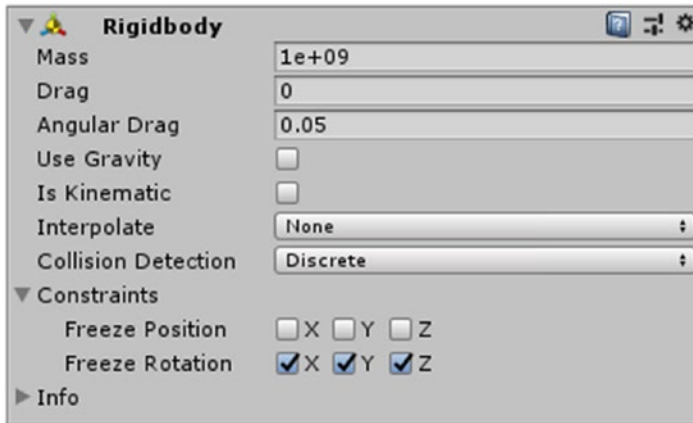 Rigidbody
Mass 1e+09
Drag 0
Angular Drag 0.05
Use Gravity
Is Kinematic
Interpolate None
Collision Detection Discrete
Constraints
Freeze Position X Y Z
Freeze Rotation X Y Z
Info